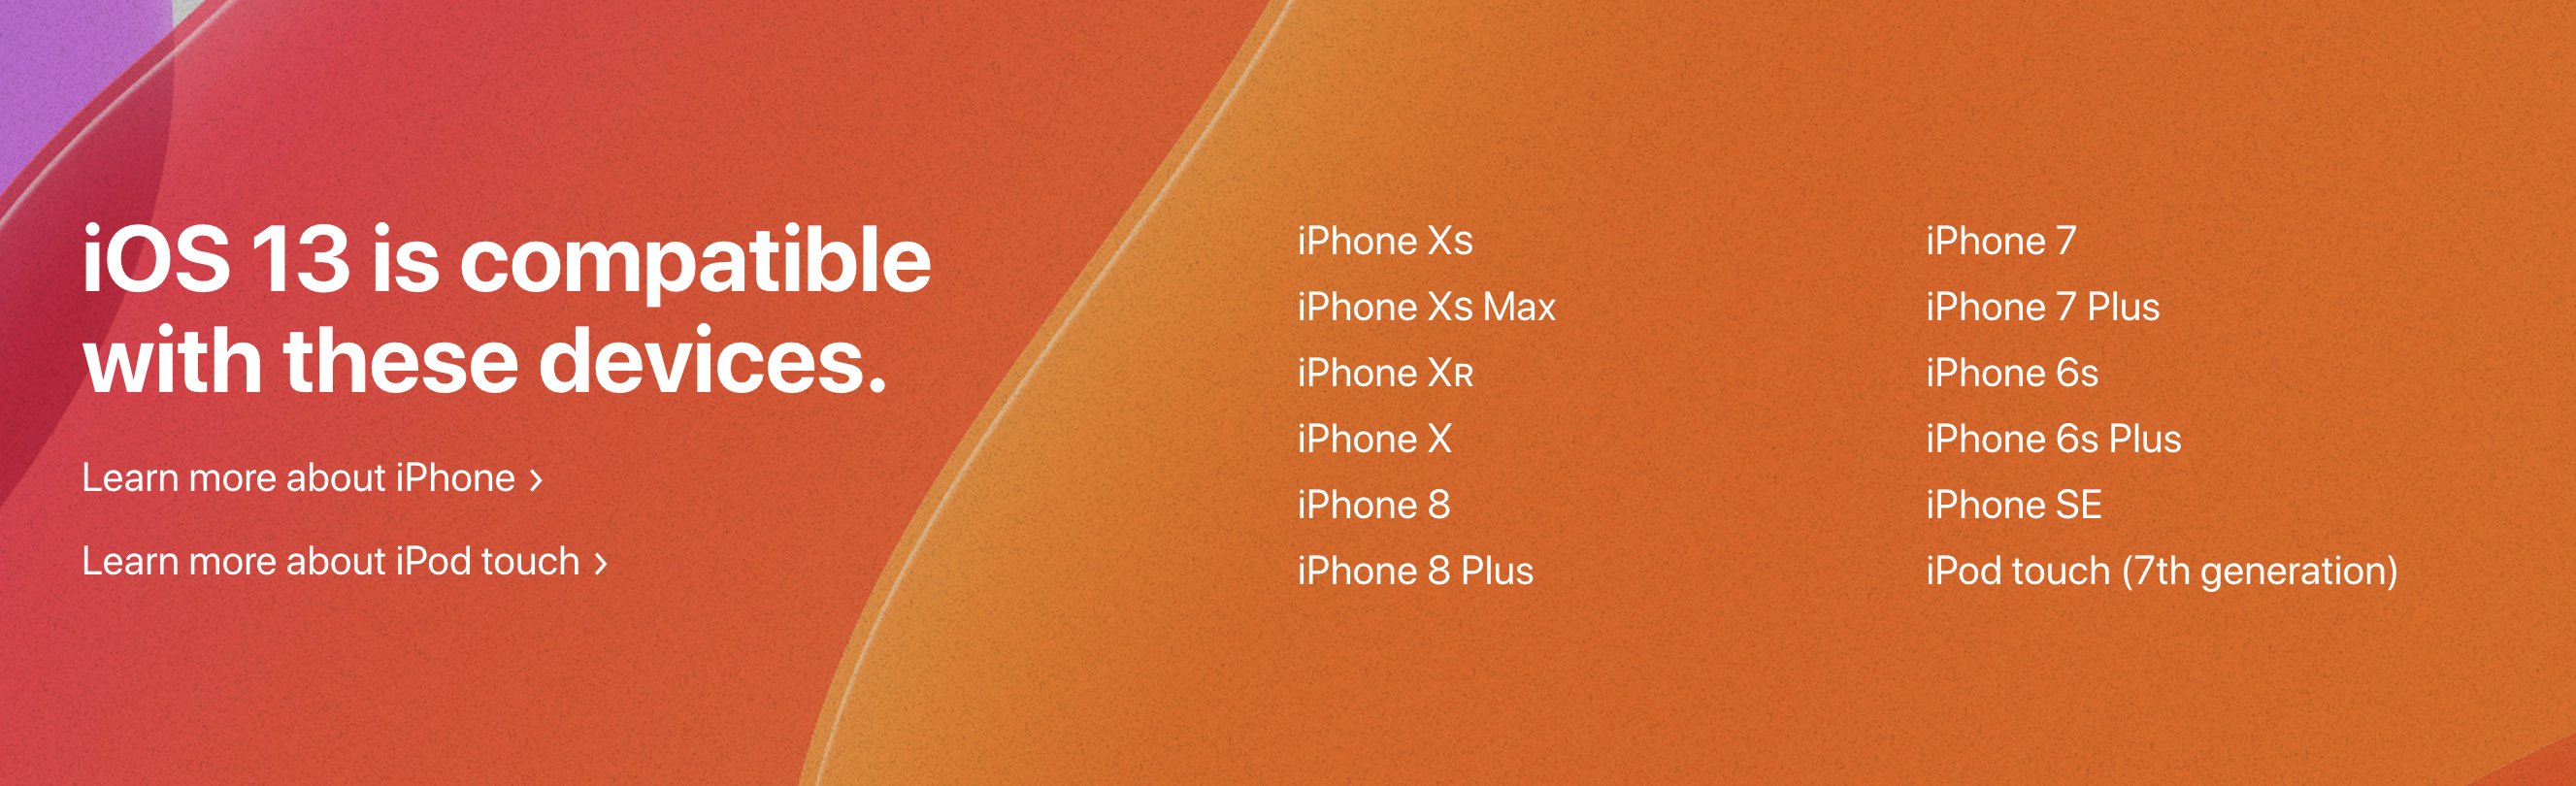 iOS 13 is compatible
with these devices.
Learn more about iPhone >
Learn more about iPod touch >
iPhone Xs
iPhone Xs Max
iPhone XR
iPhone X
iPhone 8
iPhone 8 Plus
iPhone 7
iPhone 7 Plus
iPhone 6s
iPhone 6s Plus
iPhone SE
iPod touch (7th generation)